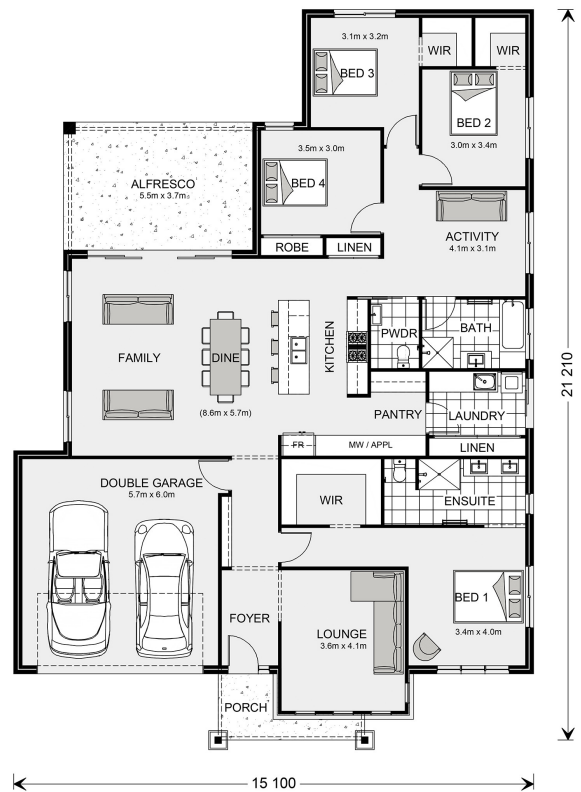 3.1m x 3.2m
BED 3
WIR
WIR
BED 2
3.0m x 3.4m
3.5m x 3.0m
BED 4
ALFRESCO
5.5m x 3.7m
ROBE
LINEN
ACTIVITY
4.1m x 3.1m
FAMILY
DINE
(8.6m x 5.7m)
KITCHEN
PWDR
BATH
PANTRY
LAUNDRY
FR
MW / APPL
LINEN
DOUBLE GARAGE
5.7m x 6.0m
WIR
ENSUITE
FOYER
LOUNGE
3.6m x 4.1m
BED 1
3.4m x 4.0m
PORCH
21 210
15 100